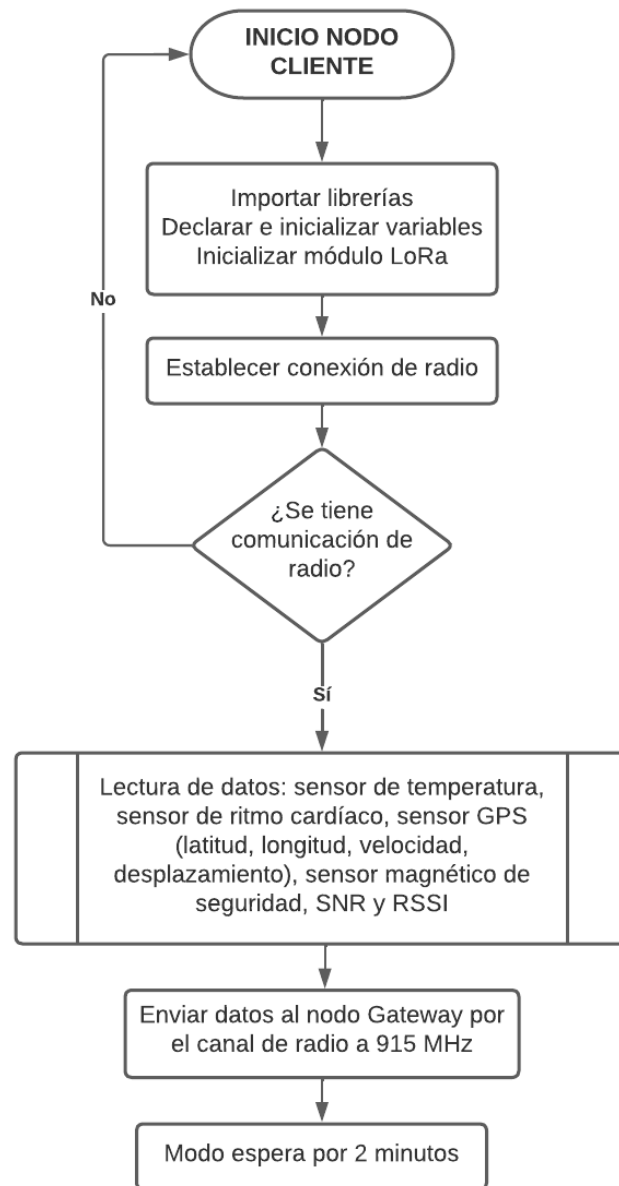 INICIO NODO
CLIENTE
Importar librerías
Declarar e inicializar variables
Inicializar módulo LoRa
No
Establecer conexión de radio
¿Se tiene
comunicación de
radio?
Sí
Lectura de datos: sensor de temperatura,
sensor de ritmo cardíaco, sensor GPS
(latitud, longitud, velocidad,
desplazamiento), sensor magnético de
seguridad, SNR y RSSI
Enviar datos al nodo Gateway por
el canal de radio a 915 MHz
Modo espera por 2 minutos